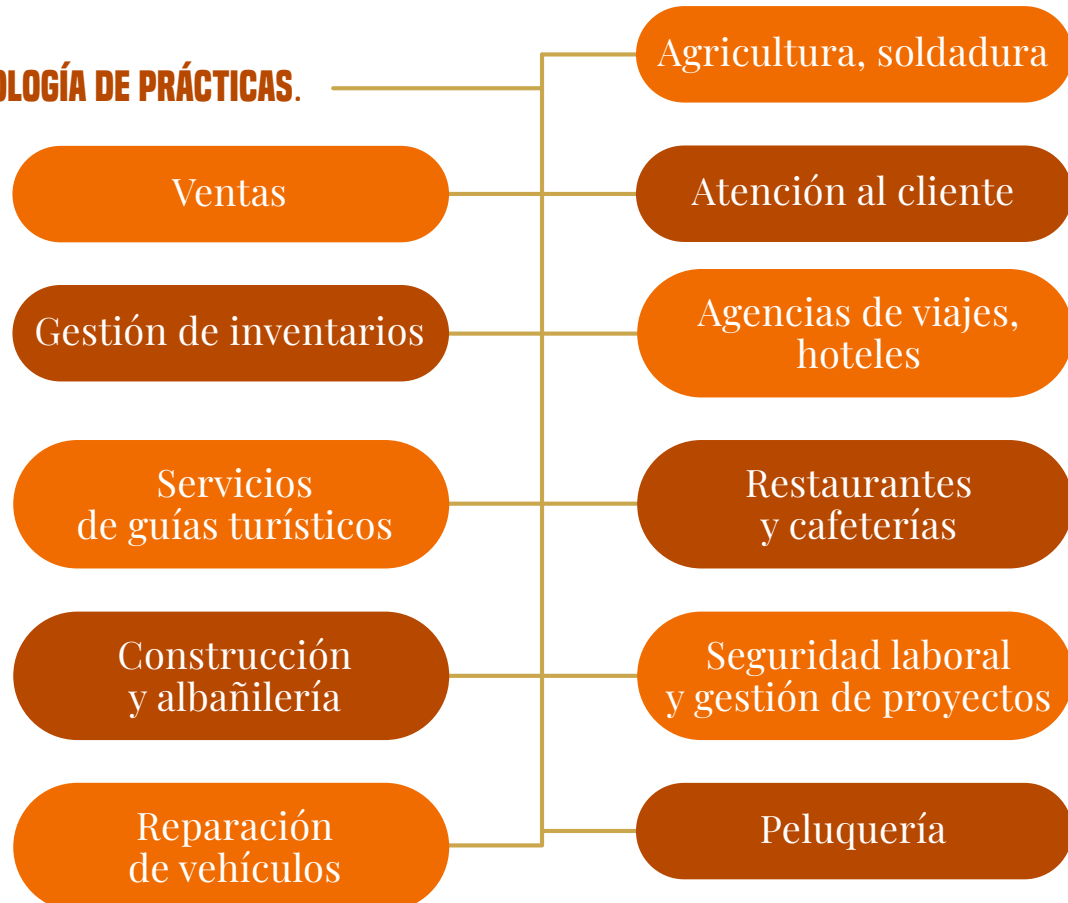 OLOGÍA DE PRÁCTICAS.
Agricultura, soldadura
Ventas
Atención al cliente
Gestión de inventarios
Agencias de viajes,
hoteles
Servicios
de guías turísticos
Restaurantes
y cafeterías
Construcción
y albañilería
Seguridad laboral
y gestión de proyectos
Reparación
de vehículos
Peluquería